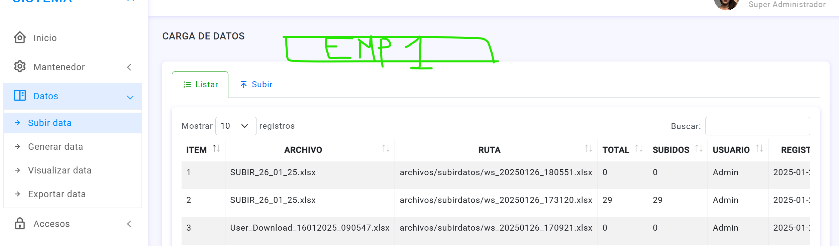 SISTEMA
Super Administrador
Inicio
Mantenedor
Datos
Subir data
Generar data
Visualizar data
Exportar data
Accesos
CARGA DE DATOS
EMP 1
Listar Subir
Mostrar 10 registros Buscar:
ITEM ARCHIVO RUTA TOTAL SUBIDOS USUARIO REGIST
1 SUBIR_26_01_25.xlsx archivos/subirdatos/ws_20250126_180551.xlsx 0 0 Admin 2025-01-
2 SUBIR_26_01_25.xlsx archivos/subirdatos/ws_20250126_173120.xlsx 29 29 Admin 2025-01-
3 User_Download_16012025_090547.xlsx archivos/subirdatos/ws_20250126_170921.xlsx 0 0 Admin 2025-01-